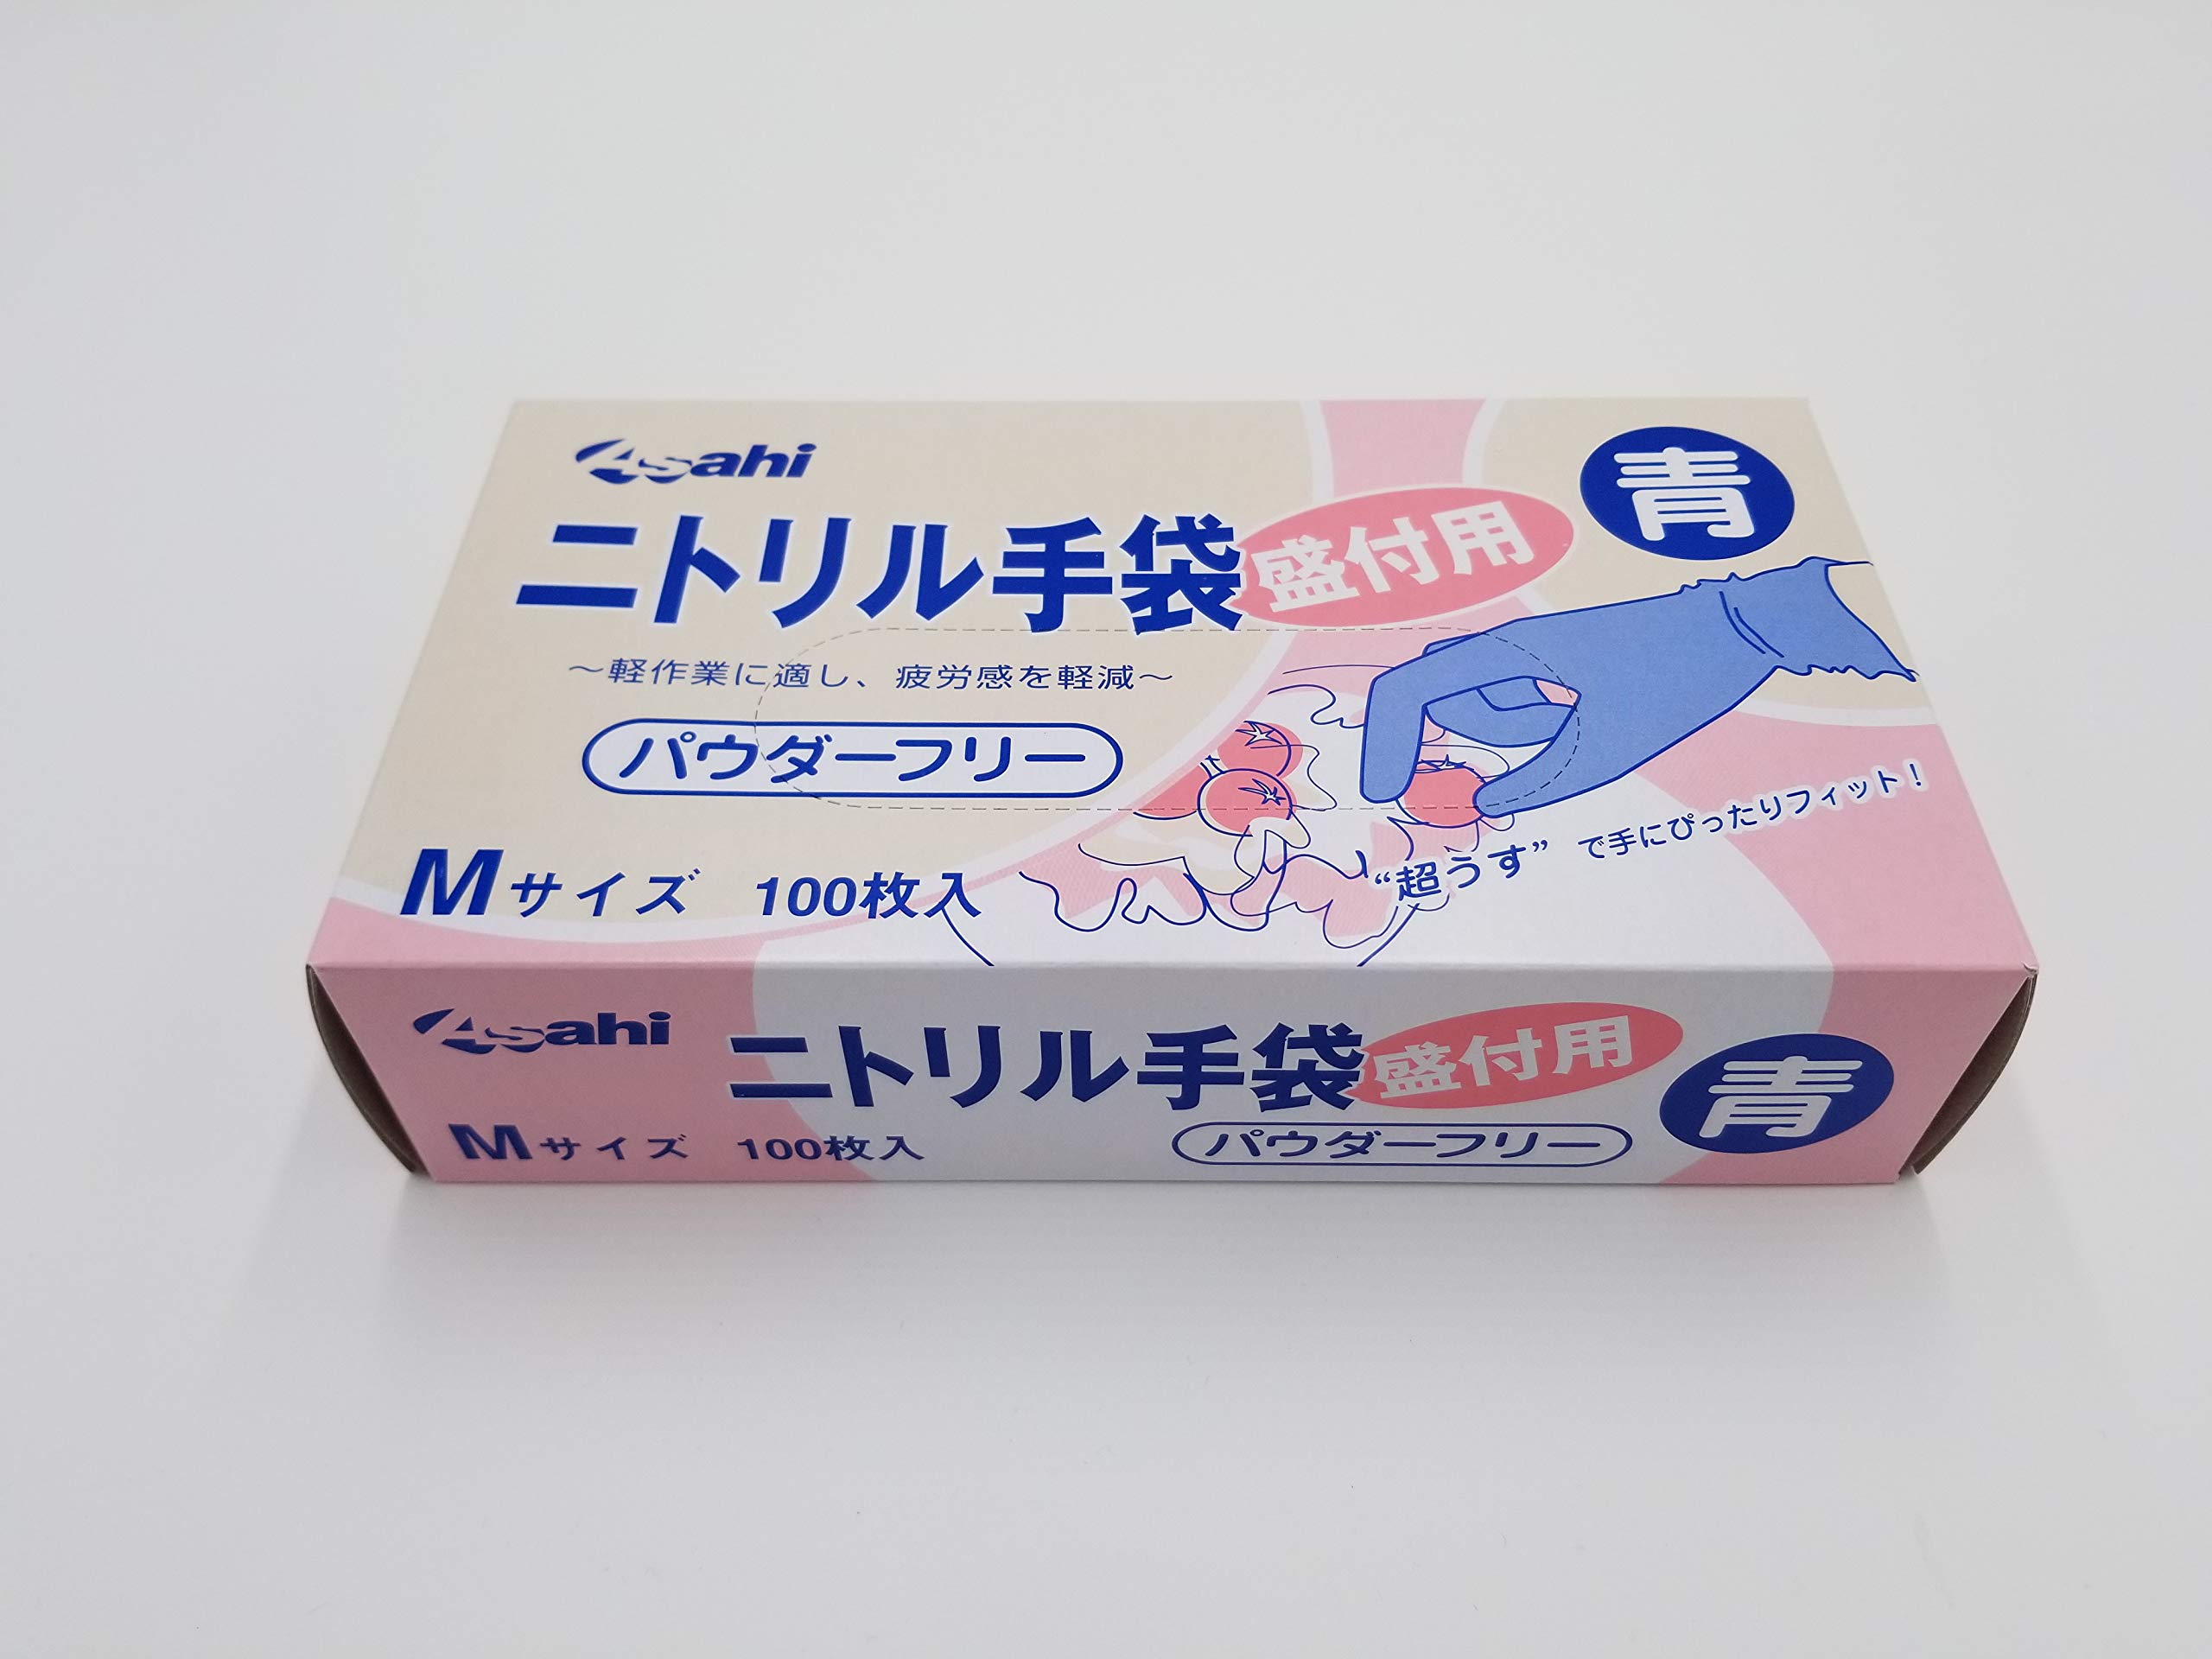 Asahi
青
ニトリル手袋 盛付用
～軽作業に適し、疲労感を軽減～
パウダーフリー
“超うす” で手にぴったりフィット！
Mサイズ 100枚入
Asahi
ニトリル手袋 盛付用
青
Mサイズ 100枚入
パウダーフリー